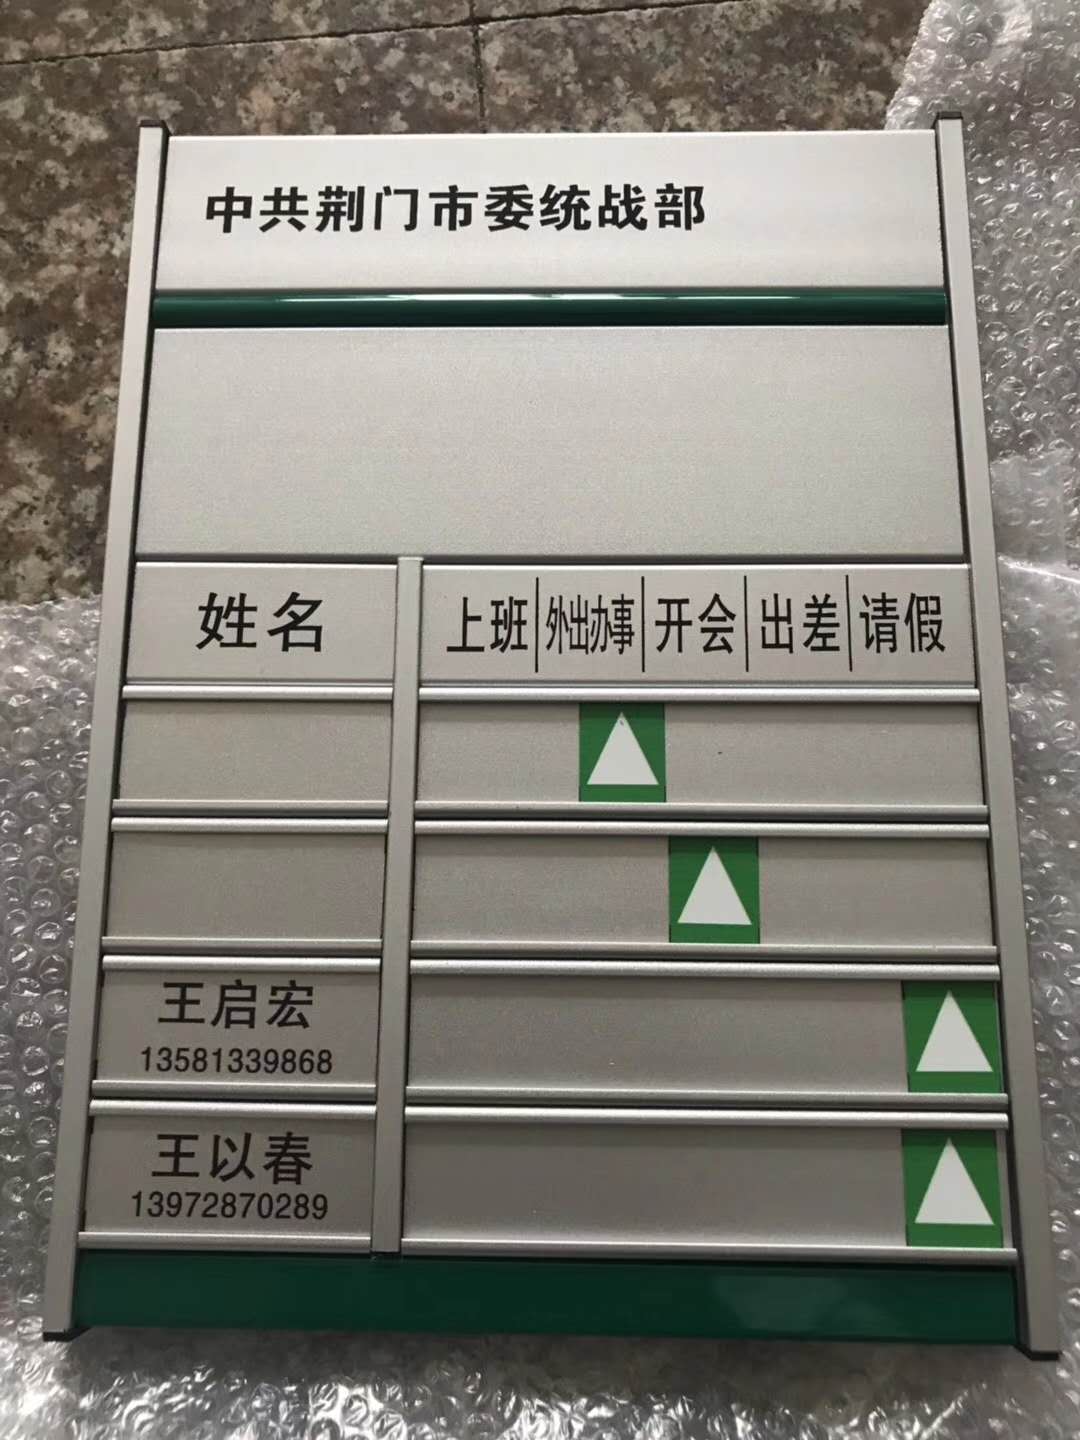 中共荆门市委统战部
姓名 上班 外出办事 开会 出差 请假
王启宏
13581339868
王以春
13972870289